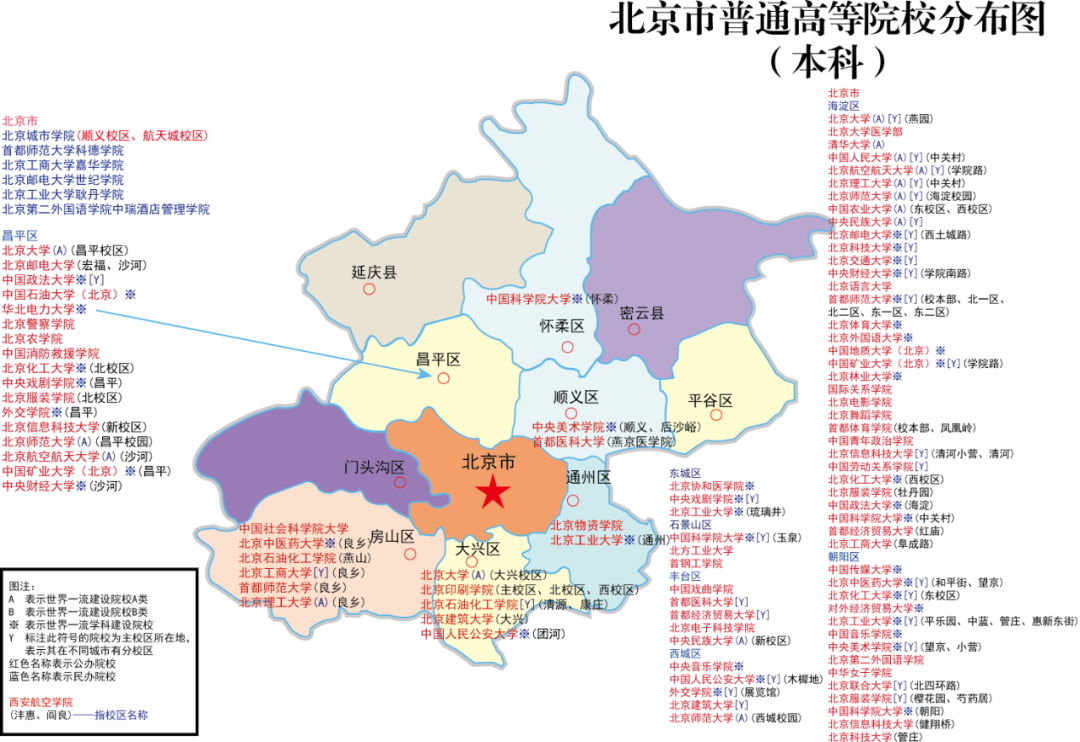 北京市普通高等院校分布图
（本科）
北京市
北京城市学院(顺义校区、航天城校区)
首都师范大学科德学院
北京工商大学嘉华学院
北京邮电大学世纪学院
北京工业大学耿丹学院
北京第二外国语学院中瑞酒店管理学院
昌平区
北京大学(A)(昌平校区)
北京邮电大学(宏福、沙河)
中国政法大学※[Y]
中国石油大学（北京）※
华北电力大学※
北京警察学院
北京农学院
中国消防救援学院
北京化工大学※(北校区)
中央戏剧学院※(昌平)
北京服装学院(北校区)
外交学院※(昌平)
北京信息科技大学(新校区)
北京师范大学(A)(昌平校园)
北京航空航天大学(A)(沙河)
中国矿业大学（北京）※(昌平)
中央财经大学※(沙河)
图注:
A 表示世界一流建设院校A类
B 表示世界一流建设院校B类
※ 表示世界一流学科建设院校
Y 标注此符号的院校为主校区所在地,
表示其在不同城市有分校区
红色名称表示公办院校
蓝色名称表示民办院校
西安航空学院
(沣惠、阎良)——指校区名称
延庆县
中国科学院大学※(怀柔)
怀柔区
密云县
昌平区
顺义区
中央美术学院※(顺义、后沙峪)
首都医科大学(燕京医学院)
平谷区
门头沟区
北京市
通州区
北京物资学院
北京工业大学※(通州)
中国社会科学院大学
北京中医药大学※(良乡)
房山区
北京石油化工学院(燕山)
北京工商大学[Y](良乡)
首都师范大学(良乡)
北京理工大学(A)(良乡)
大兴区
北京大学(A)(大兴校区)
北京印刷学院(主校区、北校区、西校区)
北京石油化工学院[Y](清源、康庄)
北京建筑大学(大兴)
中国人民公安大学※(团河)
东城区
北京协和医学院※
中央戏剧学院※[Y]
北京工业大学※(琉璃井)
石景山区
中国科学院大学※[Y](玉泉)
北方工业大学
首钢工学院
丰台区
中国戏曲学院
首都医科大学[Y]
首都经济贸易大学[Y]
北京电子科技学院
中央民族大学(A)(新校区)
西城区
中央音乐学院※
中国人民公安大学※[Y](木樨地)
外交学院※[Y](展览馆)
北京建筑大学[Y]
北京师范大学(A)(西城校园)
北京市
海淀区
北京大学(A)[Y](燕园)
北京大学医学部
清华大学(A)
中国人民大学(A)[Y](中关村)
北京航空航天大学(A)[Y](学院路)
北京理工大学(A)[Y](中关村)
北京师范大学(A)[Y](海淀校园)
中国农业大学(A)(东校区、西校区)
中央民族大学(A)[Y]
北京邮电大学※[Y](西土城路)
北京科技大学※[Y]
北京交通大学※[Y]
中央财经大学※[Y](学院南路)
北京语言大学
首都师范大学※[Y](校本部、北一区、
北二区、东一区、东二区)
北京体育大学※
北京外国语大学※
中国地质大学（北京）※
中国矿业大学（北京）※[Y](学院路)
北京林业大学※
国际关系学院
北京电影学院
北京舞蹈学院
首都体育学院(校本部、凤凰岭)
中国青年政治学院
北京信息科技大学[Y](清河小营、清河)
中国劳动关系学院[Y]
北京化工大学※(西校区)
北京服装学院(牡丹园)
中国政法大学※(海淀)
中国科学院大学※(中关村)
首都经济贸易大学(红庙)
北京工商大学(阜成路)
朝阳区
中国传媒大学※
北京中医药大学※[Y](和平街、望京)
北京化工大学※[Y](东校区)
对外经济贸易大学※
北京工业大学※[Y](平乐园、中蓝、管庄、惠新东街)
中国音乐学院※
中央美术学院※[Y](望京、小营)
北京第二外国语学院
中华女子学院
北京联合大学[Y](北四环路)
北京服装学院[Y](樱花园、芍药居)
中国科学院大学※(朝阳)
北京信息科技大学(健翔桥)
北京科技大学(管庄)